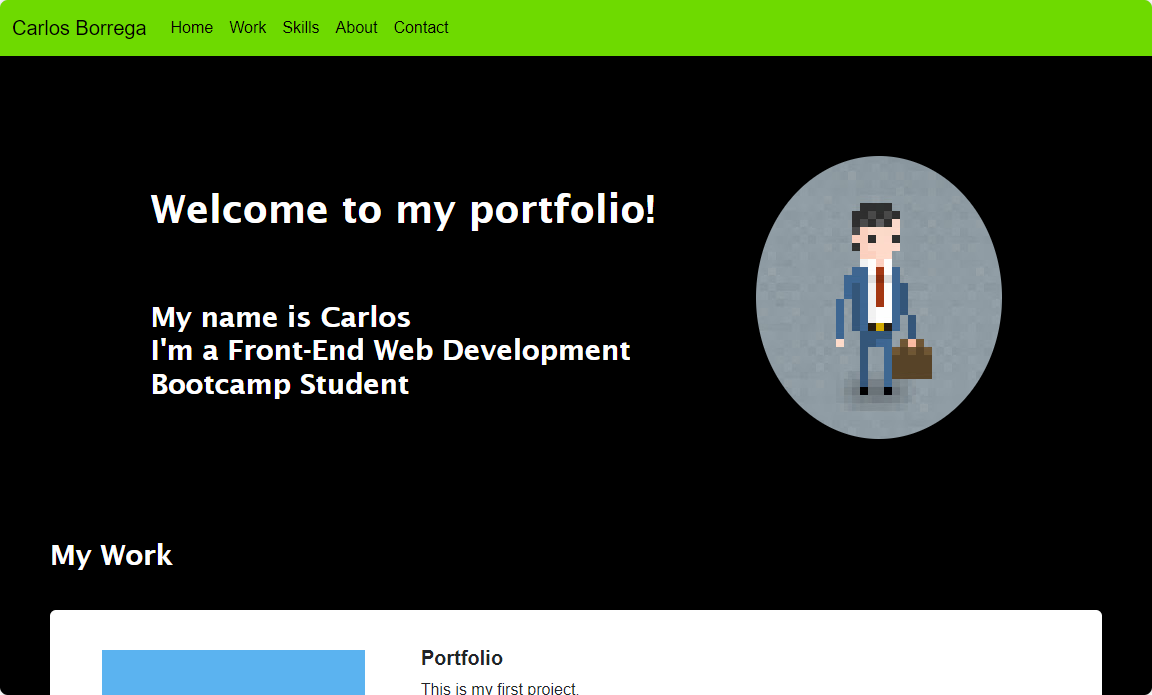 Carlos Borrega Home Work Skills About Contact
Welcome to my portfolio!
My name is Carlos
I'm a Front-End Web Development
Bootcamp Student
My Work
Portfolio
This is my first project.